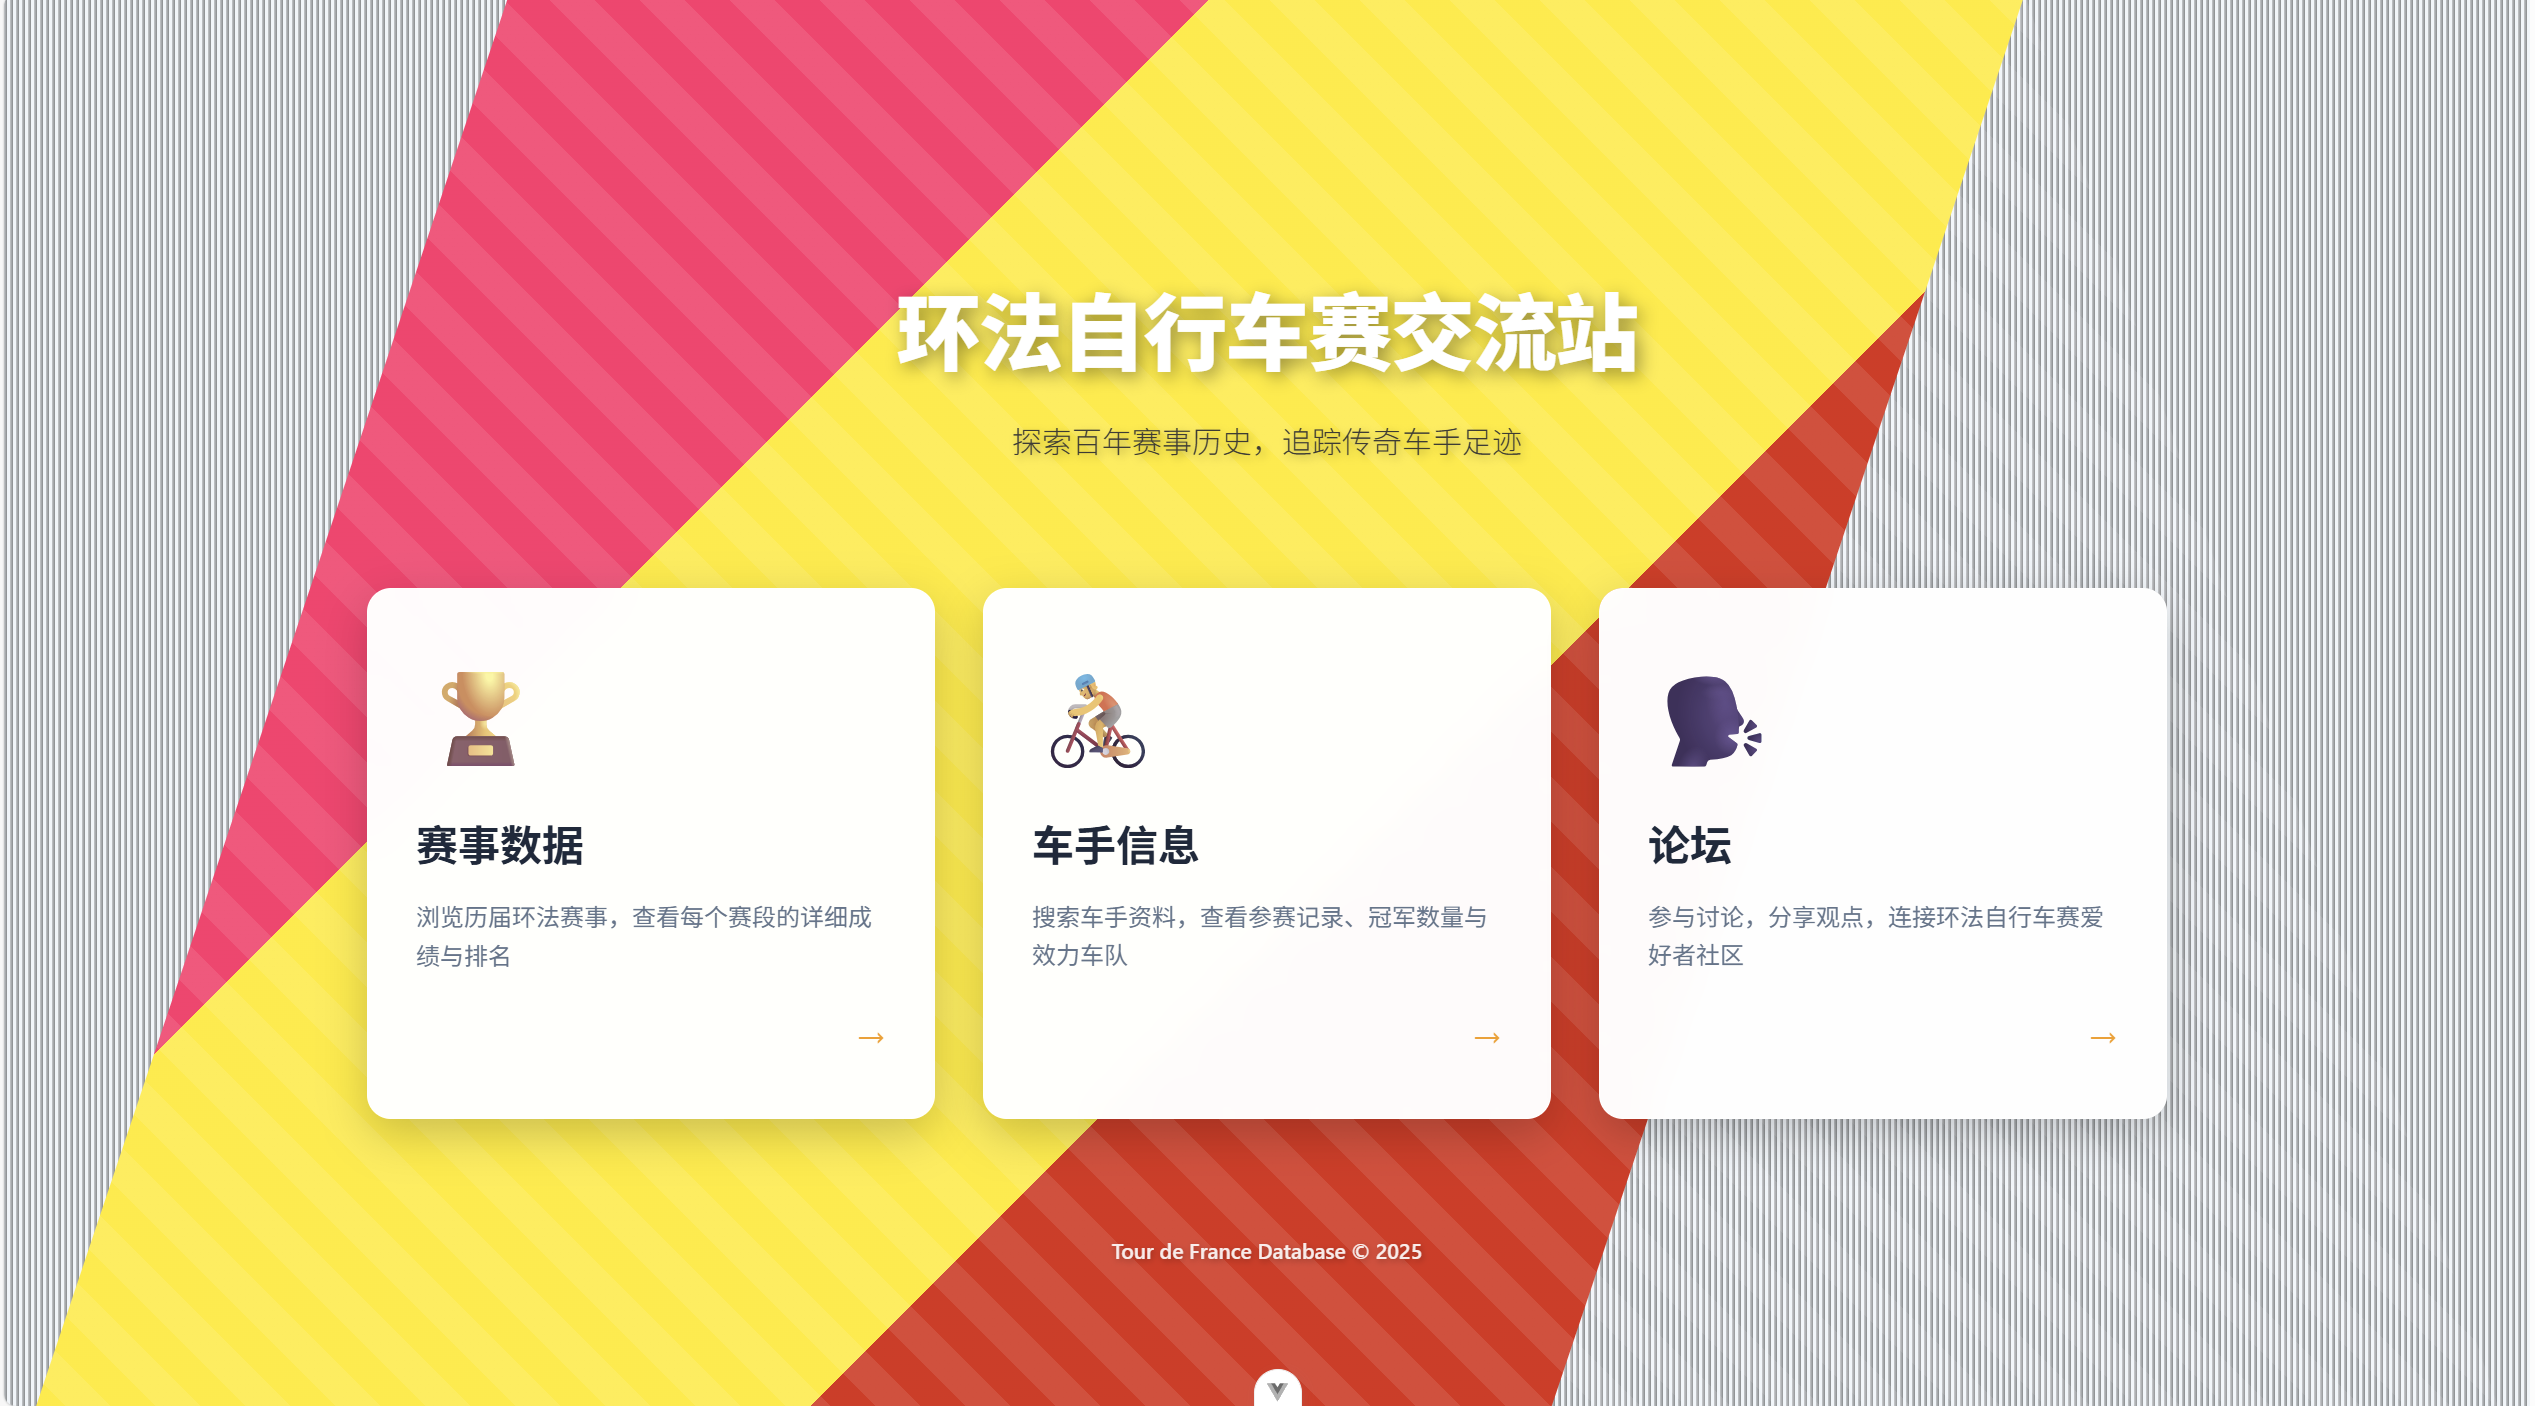 环法自行车赛交流站
探索百年赛事历史，追踪传奇车手足迹
赛事数据
浏览历届环法赛事，查看每个赛段的详细成
绩与排名
→
车手信息
搜索车手资料，查看参赛记录、冠军数量与
效力车队
→
论坛
参与讨论，分享观点，连接环法自行车赛爱
好者社区
→
Tour de France Database © 2025